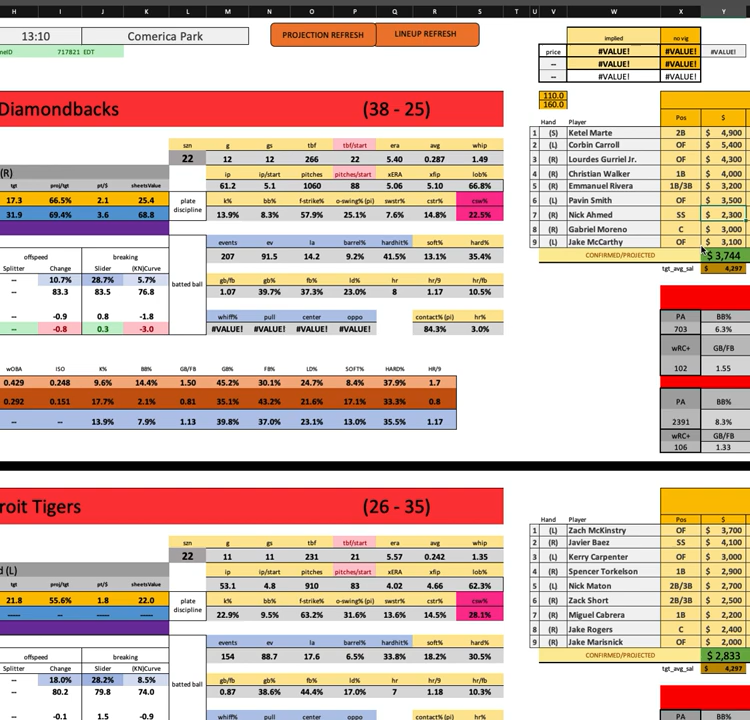 H I J K L M N O P Q R S T U V W X Y
13:10 Comerica Park PROJECTION REFRESH LINEUP REFRESH implied no vig
meID 717821 EDT price #VALUE! #VALUE! #VALUE!
-- #VALUE! #VALUE!
-- #VALUE! #VALUE!
Diamondbacks (38 - 25) 110.0
160.0
Hand Player Pos $
szn g gs tbf tbf/start era avg whip
22 12 12 266 22 5.40 0.287 1.49
(R) ip ip/start pitches pitches/start xERA xfip lob%
tgt proj/tgt pt/$ sheetsValue 61.2 5.1 1060 88 5.06 5.10 66.8%
17.3 66.5% 2.1 25.4 plate discipline k% bb% f-strike% o-swing% (pi) swstr% cstr% csw%
31.9 69.4% 3.6 68.8 13.9% 8.3% 57.9% 25.1% 7.6% 14.8% 22.5%
1 (S) Ketel Marte 2B $ 4,900
2 (L) Corbin Carroll OF $ 5,400
3 (R) Lourdes Gurriel Jr. OF $ 4,300
4 (R) Christian Walker 1B $ 4,000
5 (R) Emmanuel Rivera 1B/3B $ 3,200
6 (L) Pavin Smith OF $ 3,500
7 (R) Nick Ahmed SS $ 2,300
8 (R) Gabriel Moreno C $ 3,000
9 (L) Jake McCarthy OF $ 3,100
CONFIRMED/PROJECTED $ 3,744
tgt_avg_sal $ 4,297
offspeed breaking batted ball events ev la barrel% hardhit% soft% hard%
Splitter Change Slider (KN)Curve 207 91.5 14.2 9.2% 41.5% 13.1% 35.4%
-- 10.7% 28.7% 5.7% gb/fb gb% fb% ld% hr hr/9 hr/fb
-- 83.3 83.5 76.8 1.07 39.7% 37.3% 23.0% 8 1.17 10.5%
-- -0.9 0.8 -1.8 whiff% pull center oppo contact% (pi) hr%
-- -0.8 0.3 -3.0 #VALUE! #VALUE! #VALUE! #VALUE! 84.3% 3.0%
PA BB%
703 6.3%
wRC+ GB/FB
102 1.55
wOBA ISO K% BB% GB/FB GB% FB% LD% SOFT% HARD% HR/9
0.429 0.248 9.6% 14.4% 1.50 45.2% 30.1% 24.7% 8.4% 37.9% 1.7
0.292 0.151 17.7% 2.1% 0.81 35.1% 43.2% 21.6% 17.1% 33.3% 0.8
-- -- 13.9% 7.9% 1.13 39.8% 37.0% 23.1% 13.0% 35.5% 1.17
PA BB%
2391 8.3%
wRC+ GB/FB
106 1.33
roit Tigers (26 - 35)
Hand Player Pos $
szn g gs tbf tbf/start era avg whip
22 11 11 231 21 5.57 0.242 1.35
d (L) ip ip/start pitches pitches/start xERA xfip lob%
tgt proj/tgt pt/$ sheetsValue 53.1 4.8 910 83 4.02 4.66 62.3%
21.8 55.6% 1.8 22.0 plate discipline k% bb% f-strike% o-swing% (pi) swstr% cstr% csw%
---- ---- ---- ---- 22.9% 9.5% 63.2% 31.6% 13.6% 14.5% 28.1%
1 (L) Zach McKinstry OF $ 3,700
2 (R) Javier Baez SS $ 4,100
3 (L) Kerry Carpenter OF $ 3,000
4 (R) Spencer Torkelson 1B $ 2,900
5 (L) Nick Maton 2B/3B $ 2,700
6 (R) Zack Short 2B/3B $ 2,500
7 (R) Miguel Cabrera 1B $ 2,200
8 (R) Jake Rogers C $ 2,400
9 (R) Jake Marisnick OF $ 2,000
CONFIRMED/PROJECTED $ 2,833
tgt_avg_sal $ 4,297
offspeed breaking batted ball events ev la barrel% hardhit% soft% hard%
Splitter Change Slider (KN)Curve 154 88.7 17.6 6.5% 33.8% 18.2% 30.5%
-- 18.0% 28.2% 8.5% gb/fb gb% fb% ld% hr hr/9 hr/fb
-- 80.2 79.8 74.0 0.87 38.6% 44.4% 17.0% 7 1.18 10.3%
-- -0.1 1.5 -0.9 whiff% pull center oppo contact% (pi) hr%
PA BB%